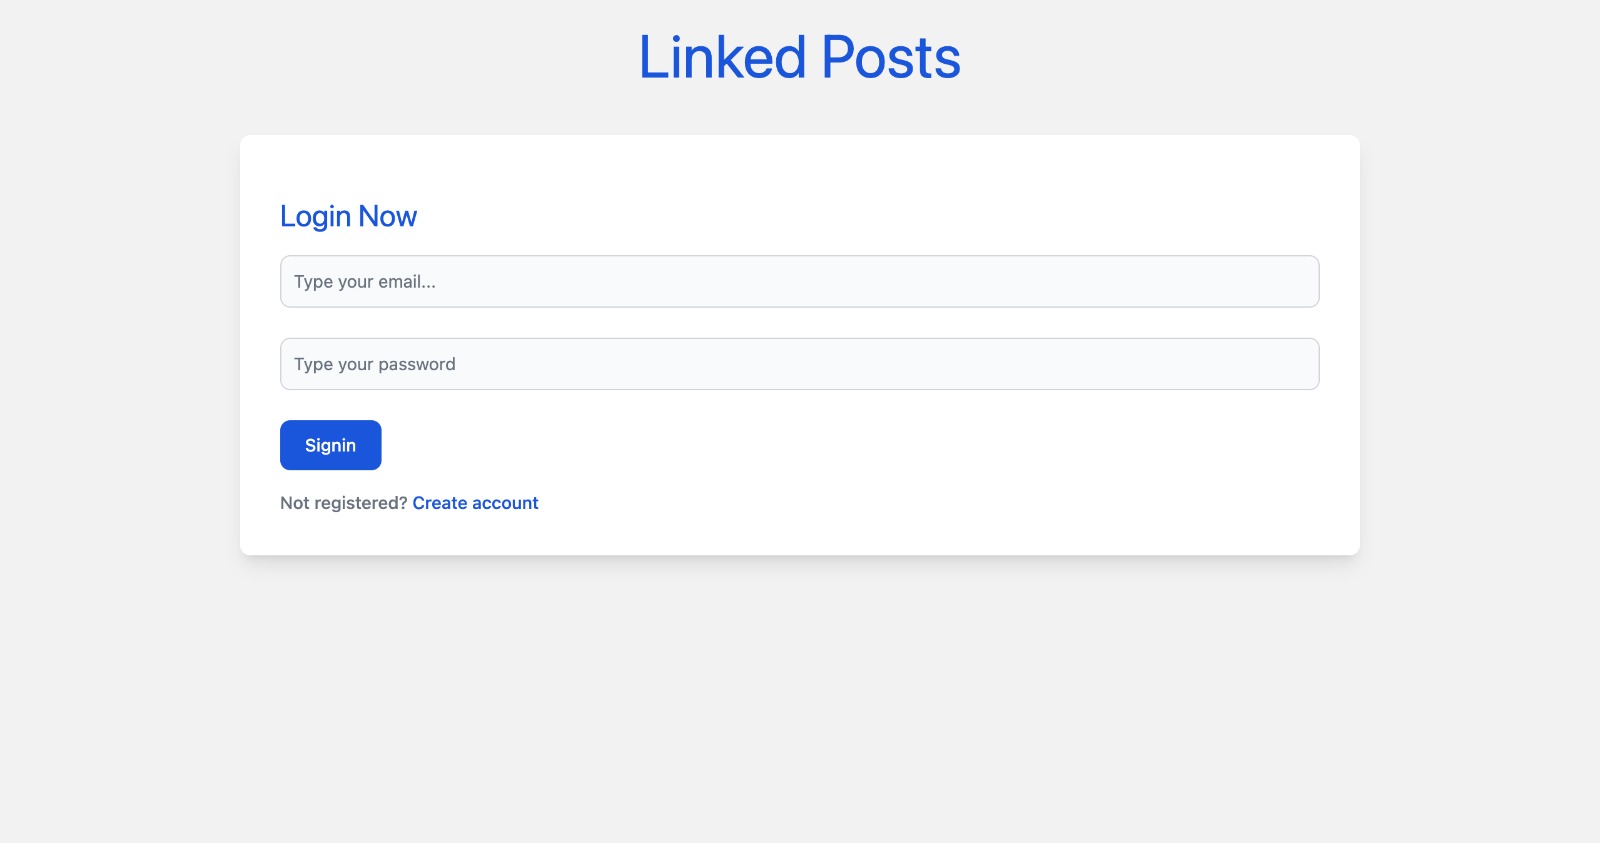 Linked Posts
Login Now
Type your email...
Type your password
Signin
Not registered? Create account